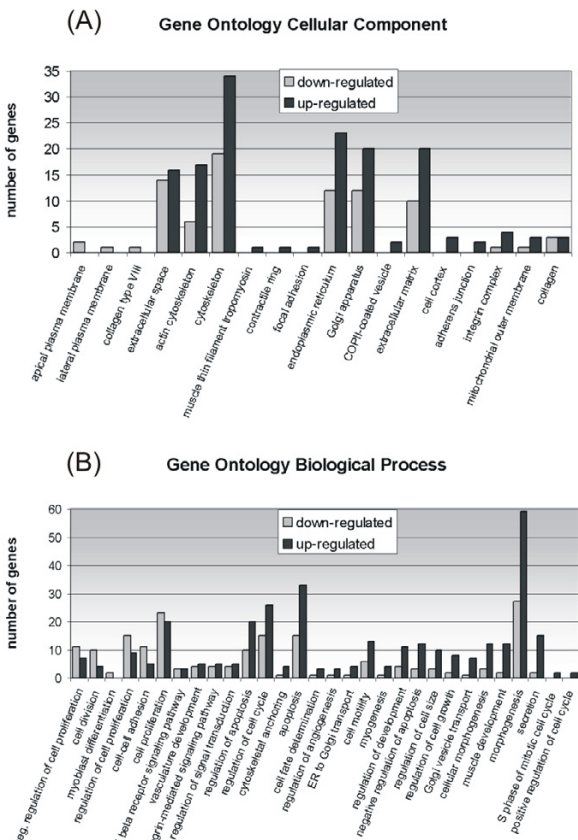 (A)
Gene Ontology Cellular Component
number of genes
35
30
25
20
15
10
5
0
down-regulated
up-regulated
apical plasma membrane
lateral plasma membrane
collagen type VIII
extracellular space
actin cytoskeleton
cytoskeleton
muscle thin filament tropomyosin
contractile ring
focal adhesion
endoplasmic reticulum
Golgi apparatus
COPII-coated vesicle
extracellular matrix
cell cortex
adherens junction
integrin complex
mitochondrial outer membrane
collagen
(B)
Gene Ontology Biological Process
number of genes
60
50
40
30
20
10
0
down-regulated
up-regulated
eg. regulation of cell proliferation
cell division
myoblast differentiation
regulation of cell proliferation
cell-cell adhesion
cell proliferation
beta receptor signaling pathway
vasculature development
grin-mediated signaling pathway
regulation of signal transduction
regulation of apoptosis
regulation of cell cycle
cytoskeletal anchoring
apoptosis
cell fate determination
regulation of angiogenesis
ER to Golgi transport
cell motility
myogenesis
regulation of development
negative regulation of apoptosis
regulation of cell size
regulation of cell growth
Golgi vesicle transport
cellular morphogenesis
muscle development
morphogenesis
secretion
S phase of mitotic cell cycle
positive regulation of cell cycle